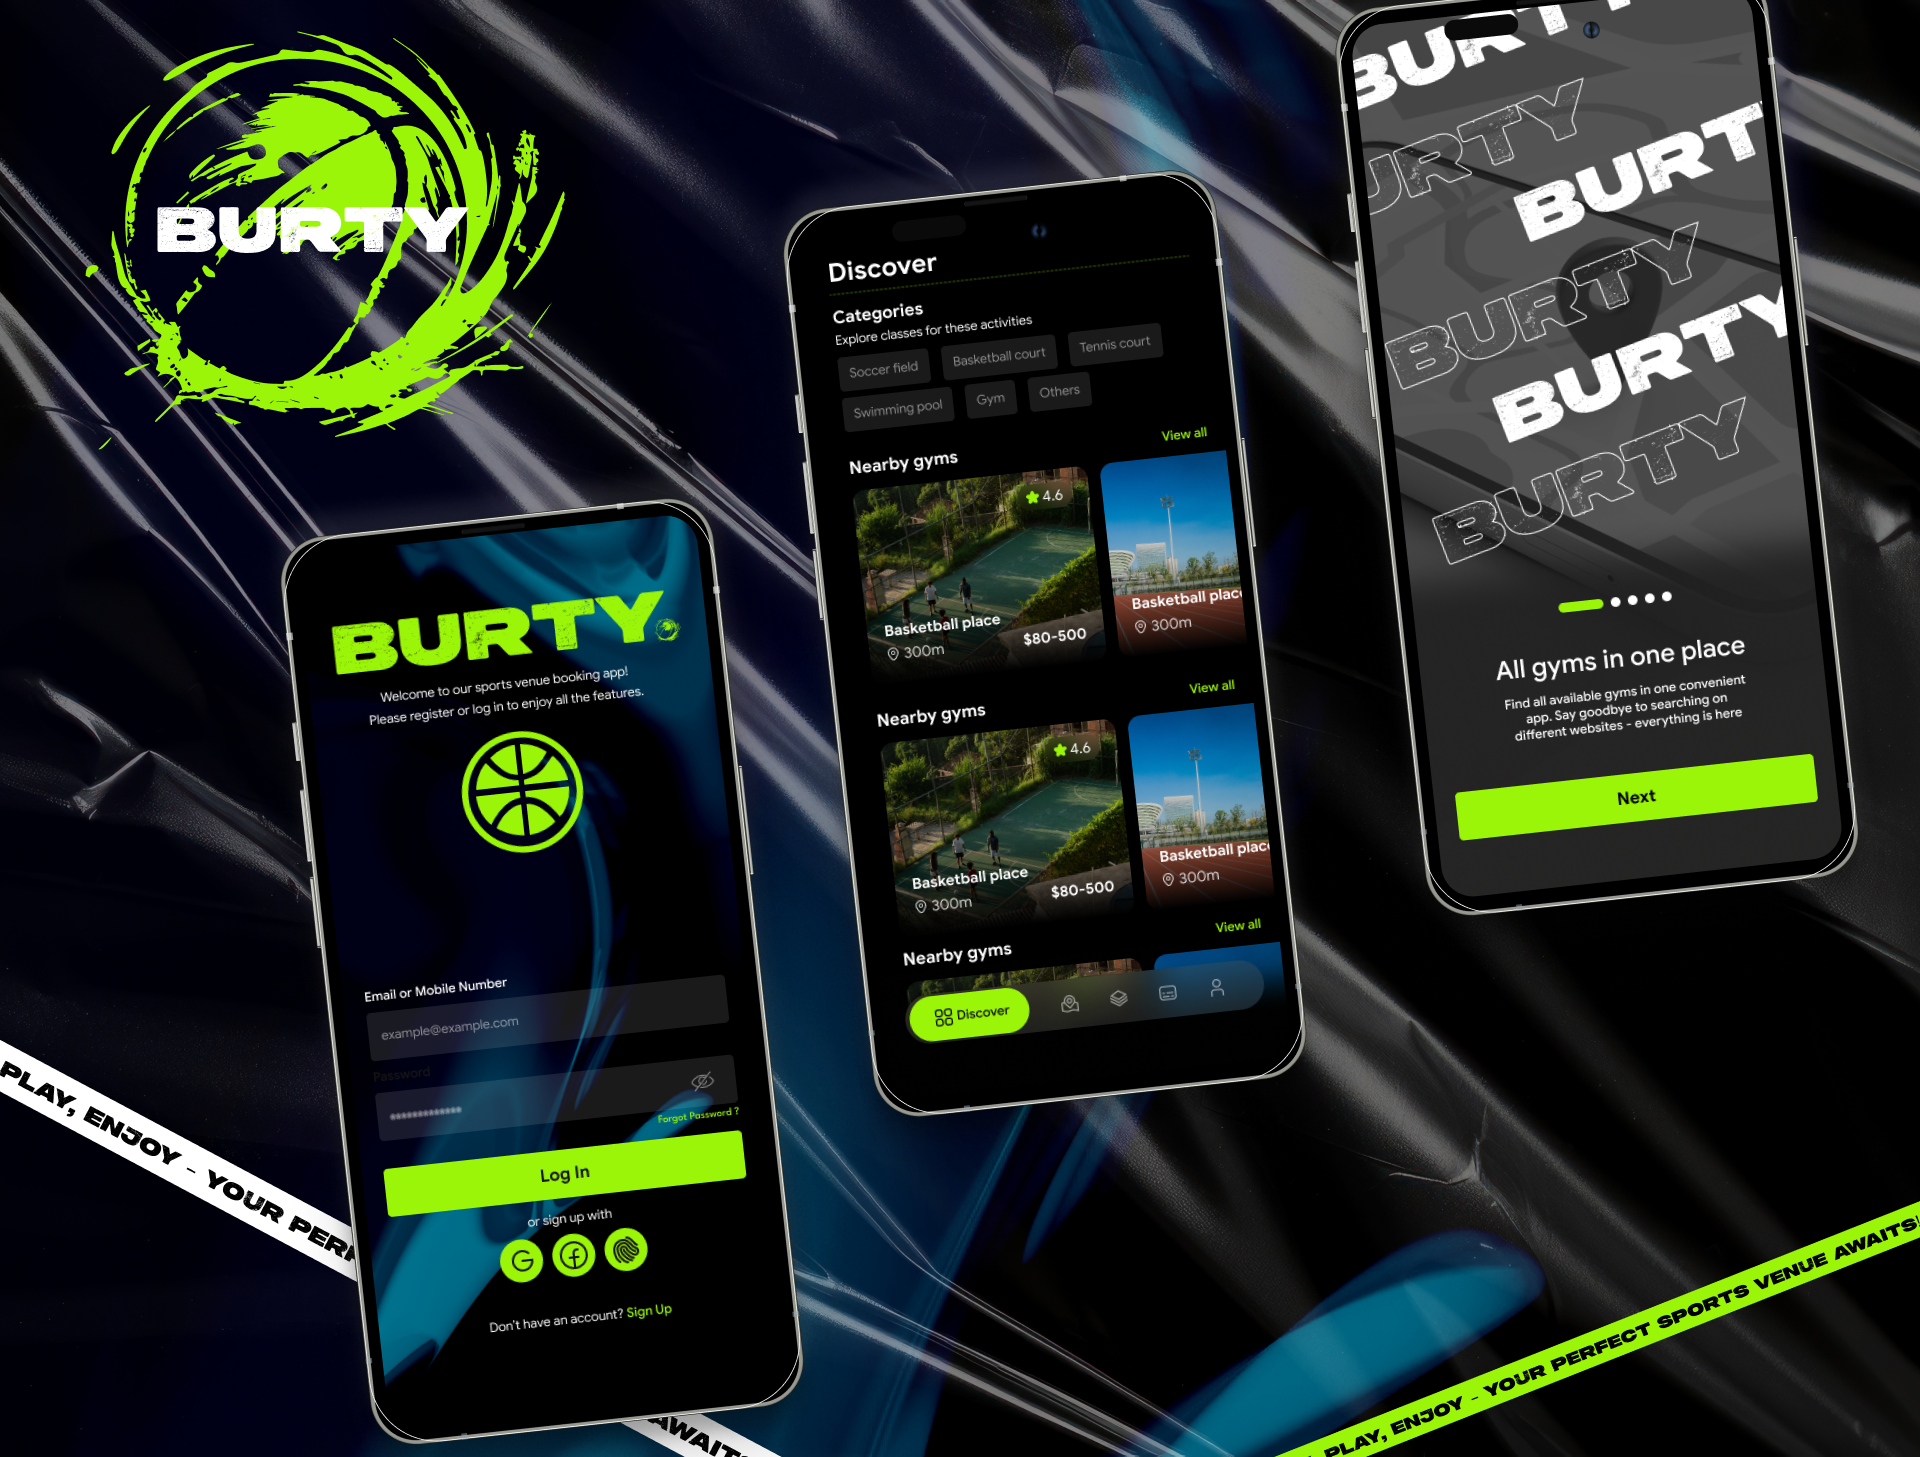 BURTY
BURTY
Welcome to our sports venue booking app!
Please register or log in to enjoy all the features.
Email or Mobile Number
example@example.com
Password
*************
Forgot Password ?
Log In
or sign up with
G f
Don't have an account? Sign Up
Discover
Categories
Explore classes for these activities
Soccer field Basketball court Tennis court
Swimming pool Gym Others
View all
Nearby gyms
4.6
Basketball place
300m
$80-500
Basketball place
300m
View all
Nearby gyms
4.6
Basketball place
300m
$80-500
Basketball place
300m
View all
Nearby gyms
Discover
BURT
URTY
BURT
BURTY
BURTY
BURTY
All gyms in one place
Find all available gyms in one convenient
app. Say goodbye to searching on
different websites - everything is here
Next
PLAY, ENJOY - YOUR PERF
AWAIT
PLAY, ENJOY - YOUR PERFECT SPORTS VENUE AWAITS!